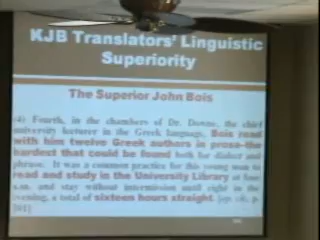 KJB Translators' Linguistic
Superiority
The Superior John Bois
(4) Fourth, in the chambers of Dr. Downe, the chief
university lecturer in the Greek language, Bois read
with him twelve Greek authors in prose-the
hardest that could be found both for dialect and
phrase. It was a common practice for this young man to
read and study in the University Library at four
a.m. and stay without intermission until eight in the
evening, a total of sixteen hours straight. [op. cit, p.